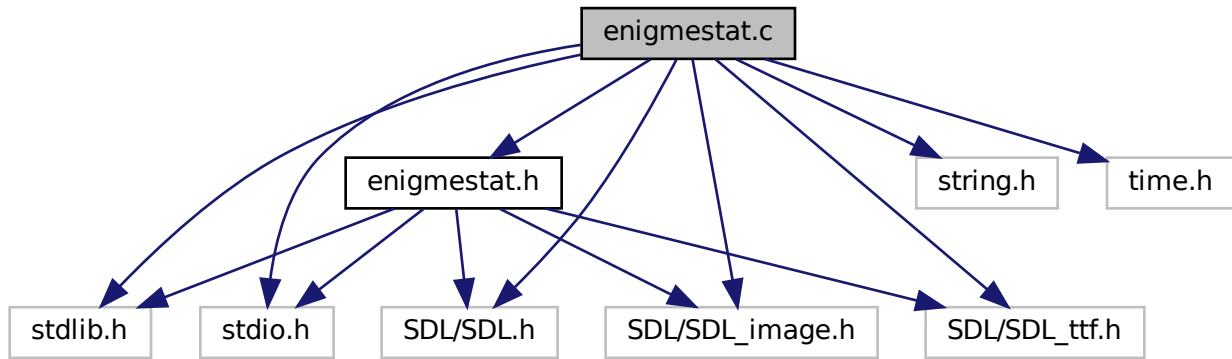 enigmestat.c
enigmestat.h
string.h
time.h
stdlib.h
stdio.h
SDL/SDL.h
SDL/SDL_image.h
SDL/SDL_ttf.h